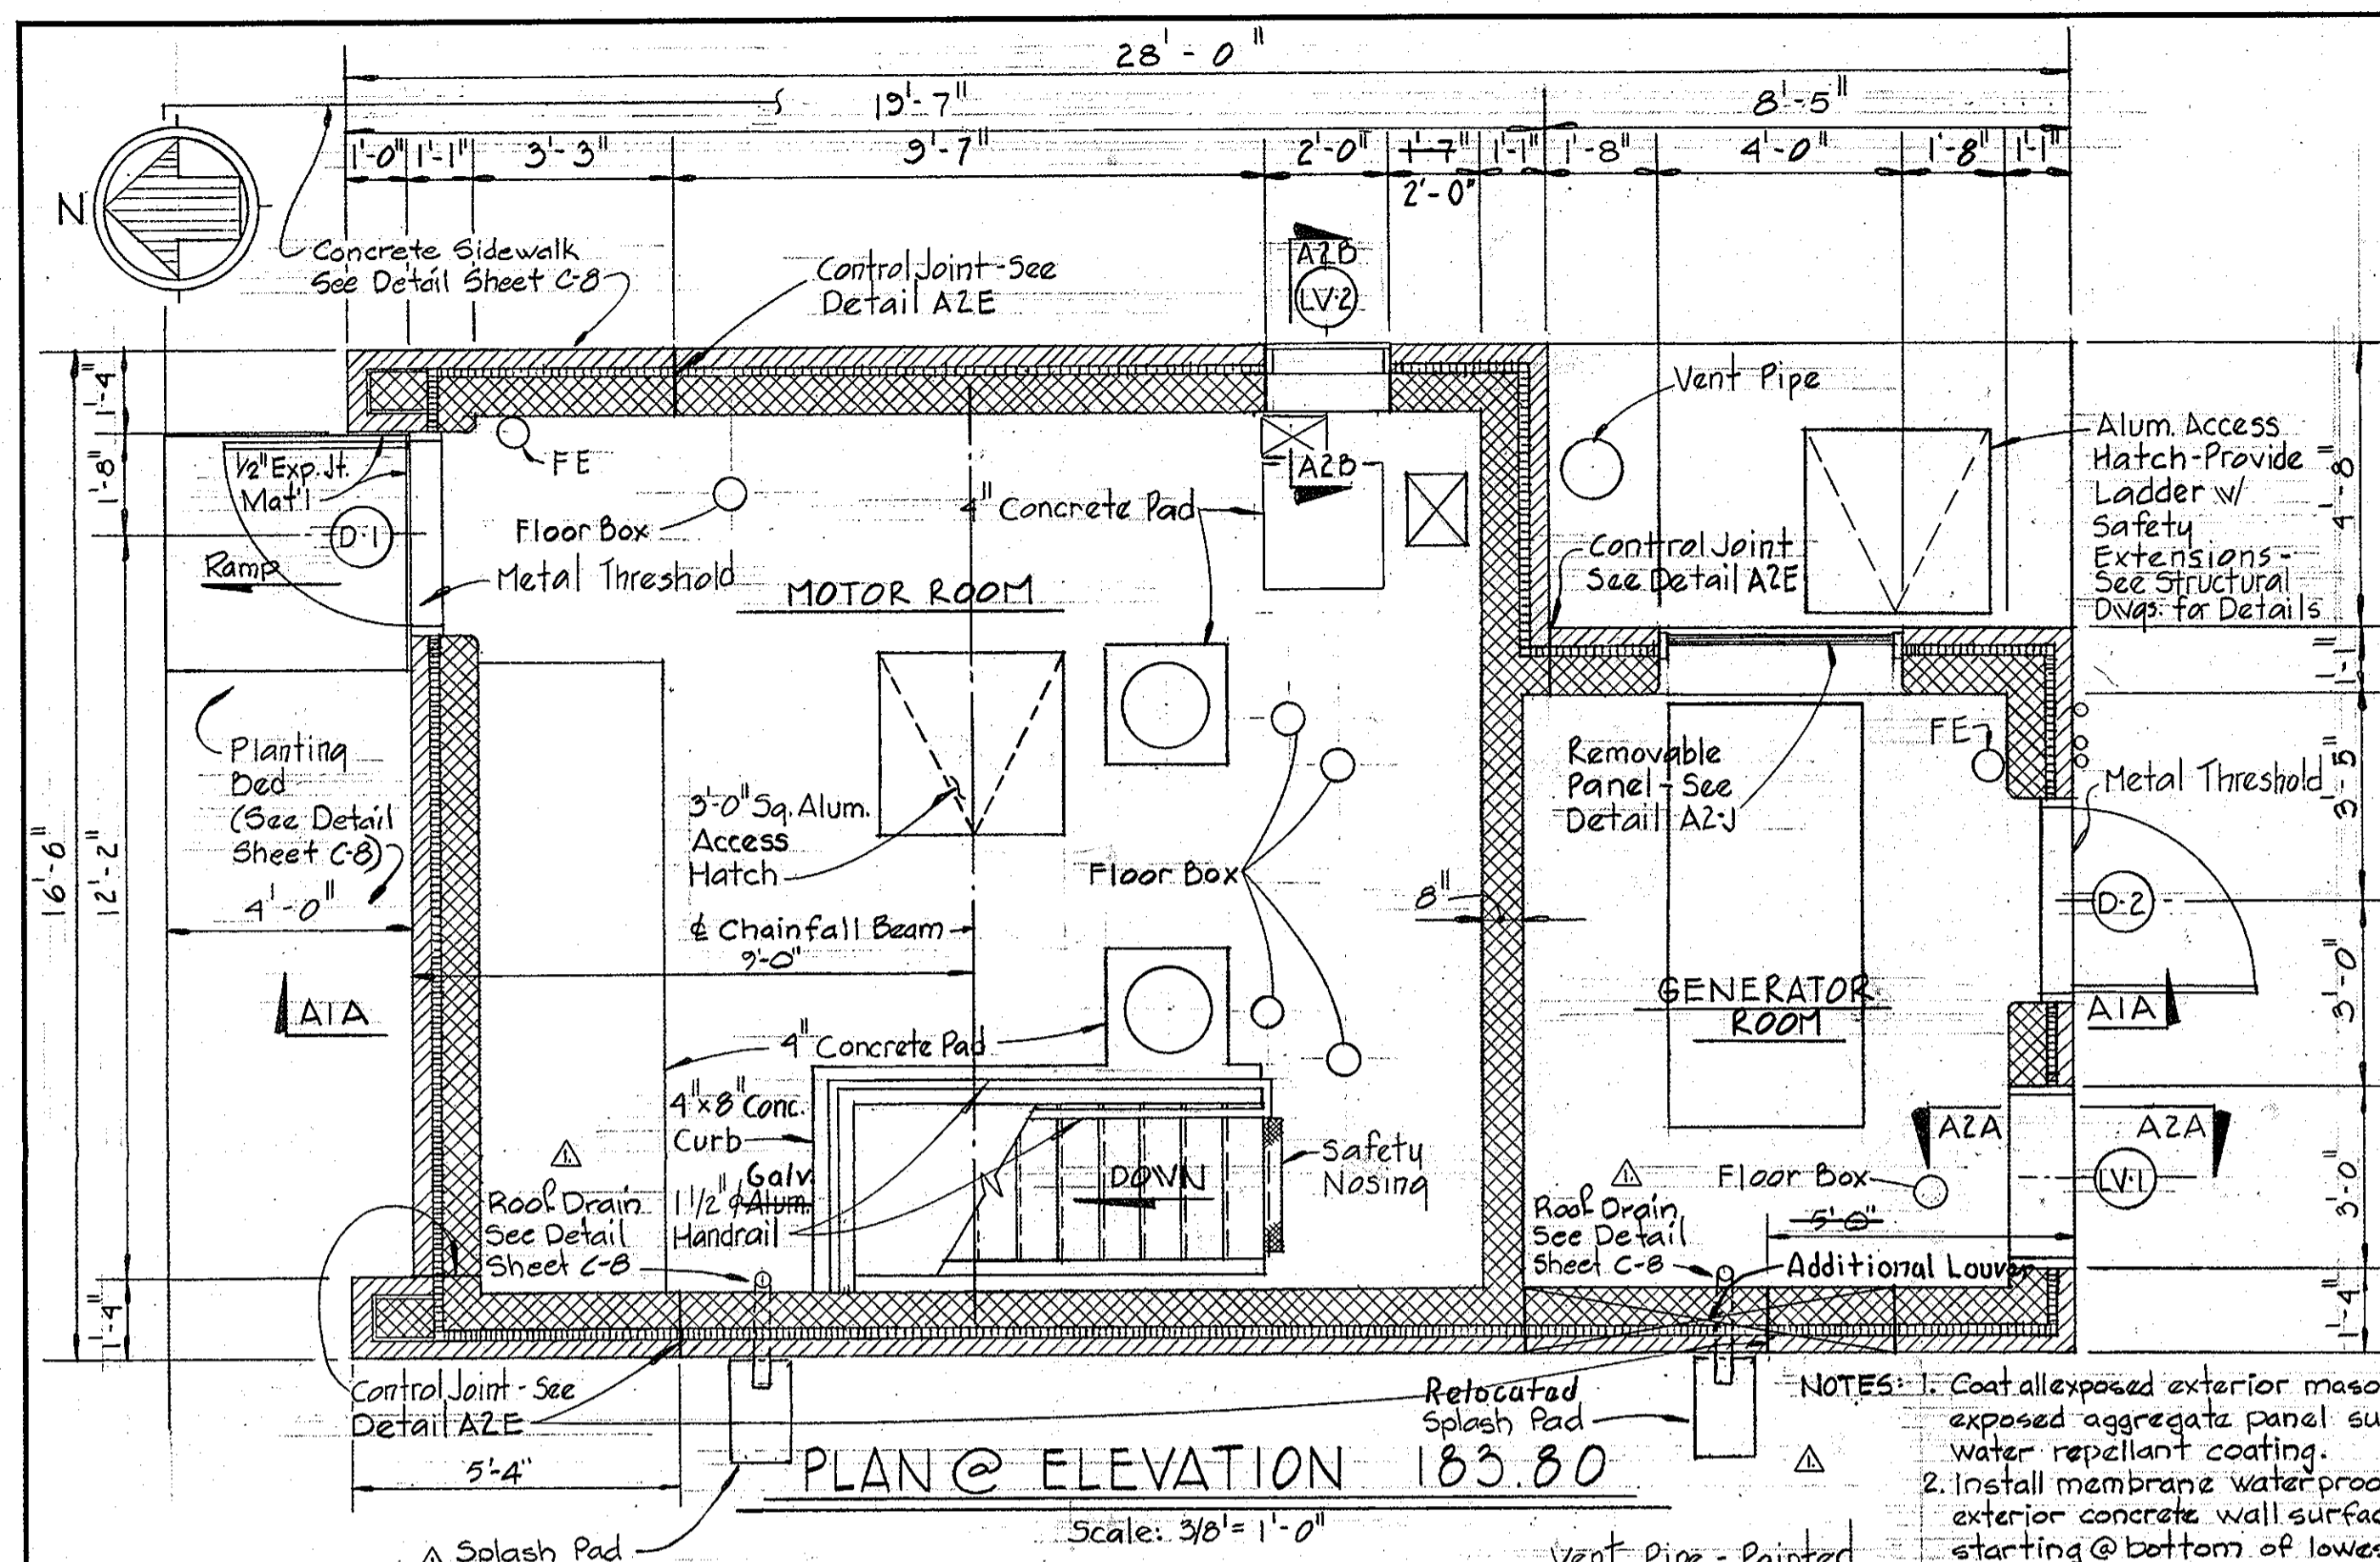 28'-0"
19'-7"
8'-5"
1'-0" 1'-1" 3'-3" 9'-7" 2'-0" 1'-7" 1'-1" 1'-8" 4'-0" 1'-8" 1'-1"
2'-0"
N
Concrete Sidewalk
See Detail Sheet C-8
Control Joint-See
Detail A2E
A2B
LV-2
Vent Pipe
1'-4"
1'-8"
12'-2"
16'-6"
1'-4"
1/2" Exp. Jt.
Mat'l
D-1
Ramp
FE
Floor Box
Metal Threshold
MOTOR ROOM
4" Concrete Pad
A2B
Control Joint
See Detail A2E
Alum. Access
Hatch-Provide
Ladder w/
Safety
Extensions-
See Structural
Dwgs. for Details
4'-8"
1'-1"
3'-5"
3'-0"
3'-0"
1'-4"
Planting
Bed
(See Detail
Sheet C-8)
4'-0"
A1A
3'-0" Sq. Alum.
Access
Hatch
℄ Chainfall Beam
9'-0"
Floor Box
8"
Removable
Panel-See
Detail A2-J
FE
Metal Threshold
D-2
GENERATOR
ROOM
A1A
4" Concrete Pad
4"x8" Conc.
Curb
Galv.
1 1/2" ϕ Alum.
Handrail
DOWN
Safety
Nosing
1.
Roof Drain
See Detail
Sheet C-8
1.
Roof Drain
See Detail
Sheet C-8
Floor Box
A2A
A2A
LV-1
5'-0"
Additional Louver
Control Joint-See
Detail A2E
5'-4"
Relocated
Splash Pad
1.
PLAN @ ELEVATION 183.80
Scale: 3/8"= 1'-0"
Splash Pad
Vent Pipe - Painted
NOTES: 1. Coat all exposed exterior maso
exposed aggregate panel su
water repellant coating.
2. Install membrane waterproo
exterior concrete wall surfac
starting @ bottom of lower